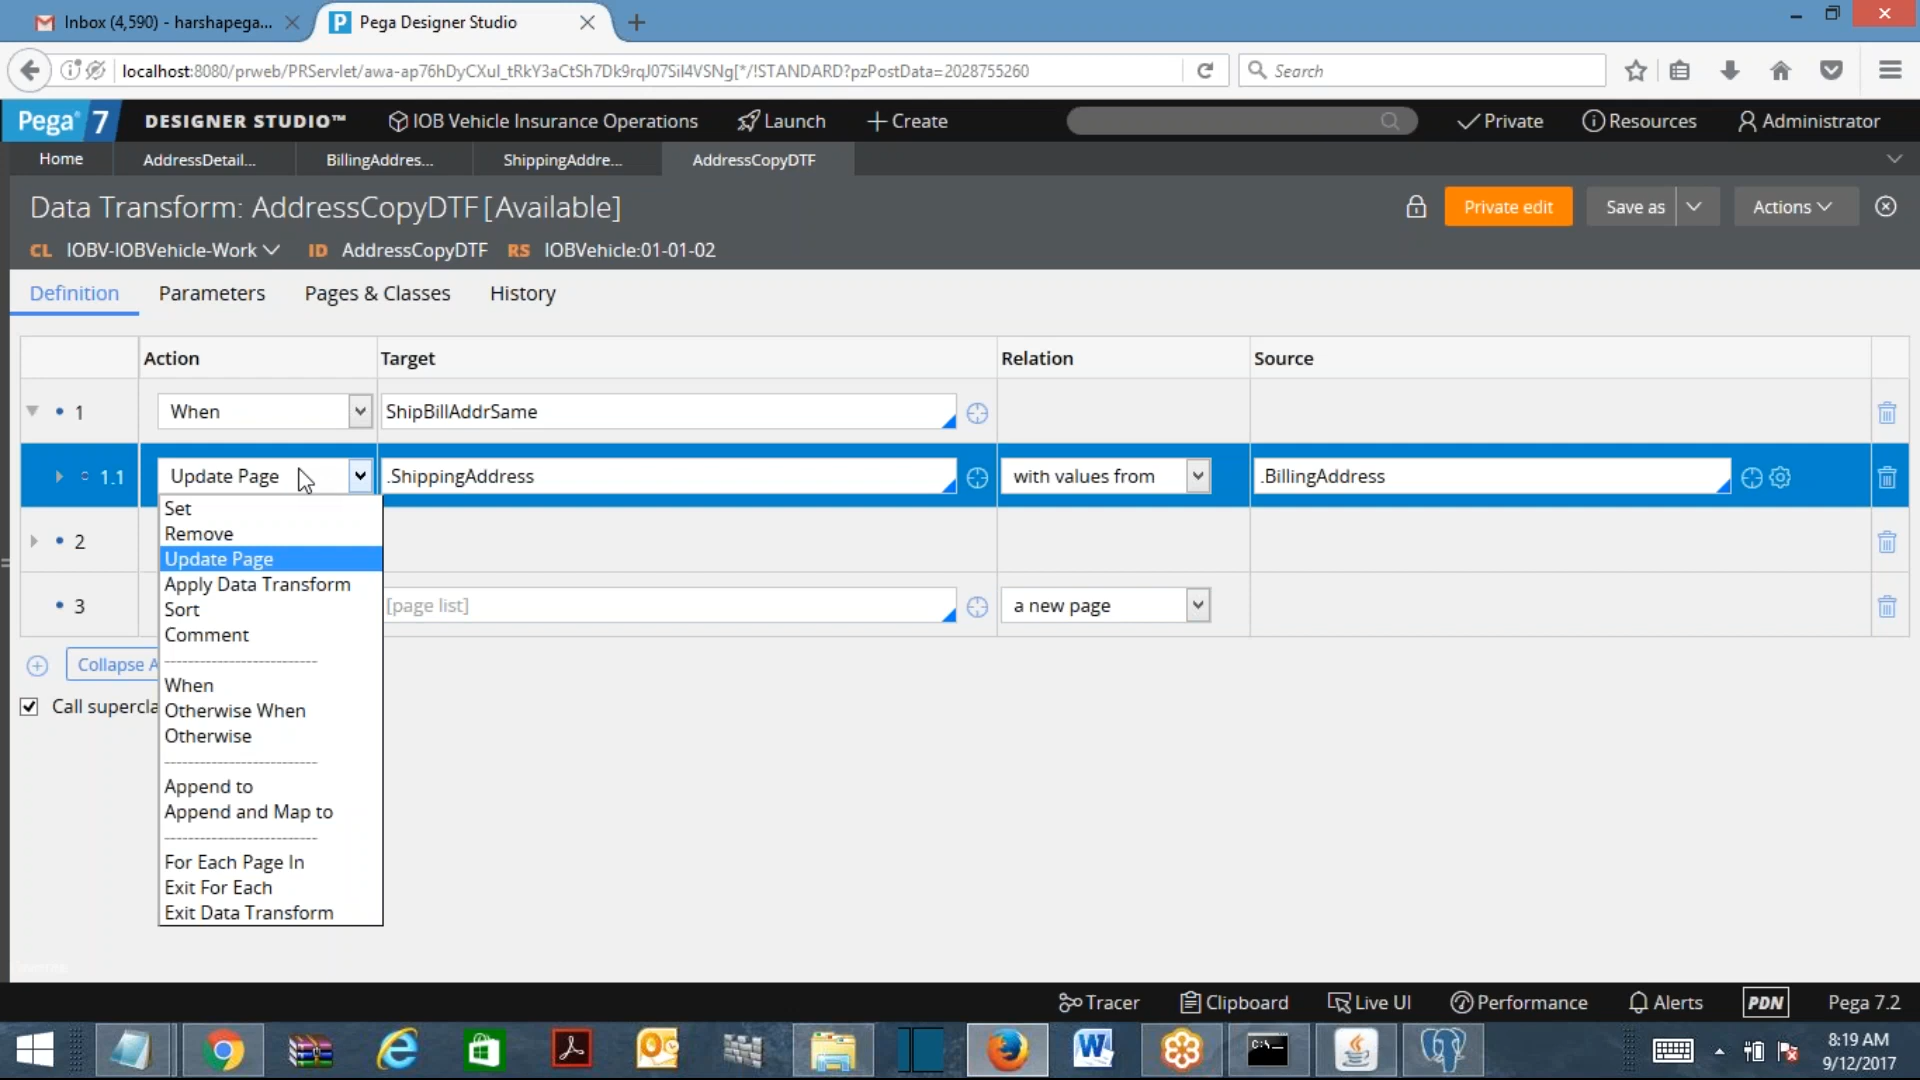 Inbox (4,590) - harshapega...
Pega Designer Studio
localhost:8080/prweb/PRServlet/awa-ap76hDyCXuI_tRkY3aCtSh7Dk9rqJ07SiI4VSNg[*/!STANDARD?pzPostData=2028755260
Search
Pega 7 DESIGNER STUDIO™ IOB Vehicle Insurance Operations Launch Create Private Resources Administrator
Home AddressDetail... BillingAddres... ShippingAddre... AddressCopyDTF
Data Transform: AddressCopyDTF [Available]
Private edit Save as Actions
CL IOBV-IOBVehicle-Work ID AddressCopyDTF RS IOBVehicle:01-01-02
Definition Parameters Pages & Classes History
Action Target Relation Source
1 When ShipBillAddrSame
1.1 Update Page .ShippingAddress with values from .BillingAddress
Set
Remove
2
Update Page
Apply Data Transform
3 [page list] a new page
Sort
Comment
Collapse A
When
Call supercla
Otherwise When
Otherwise
Append to
Append and Map to
For Each Page In
Exit For Each
Exit Data Transform
Tracer Clipboard Live UI Performance Alerts PDN Pega 7.2
8:19 AM
9/12/2017